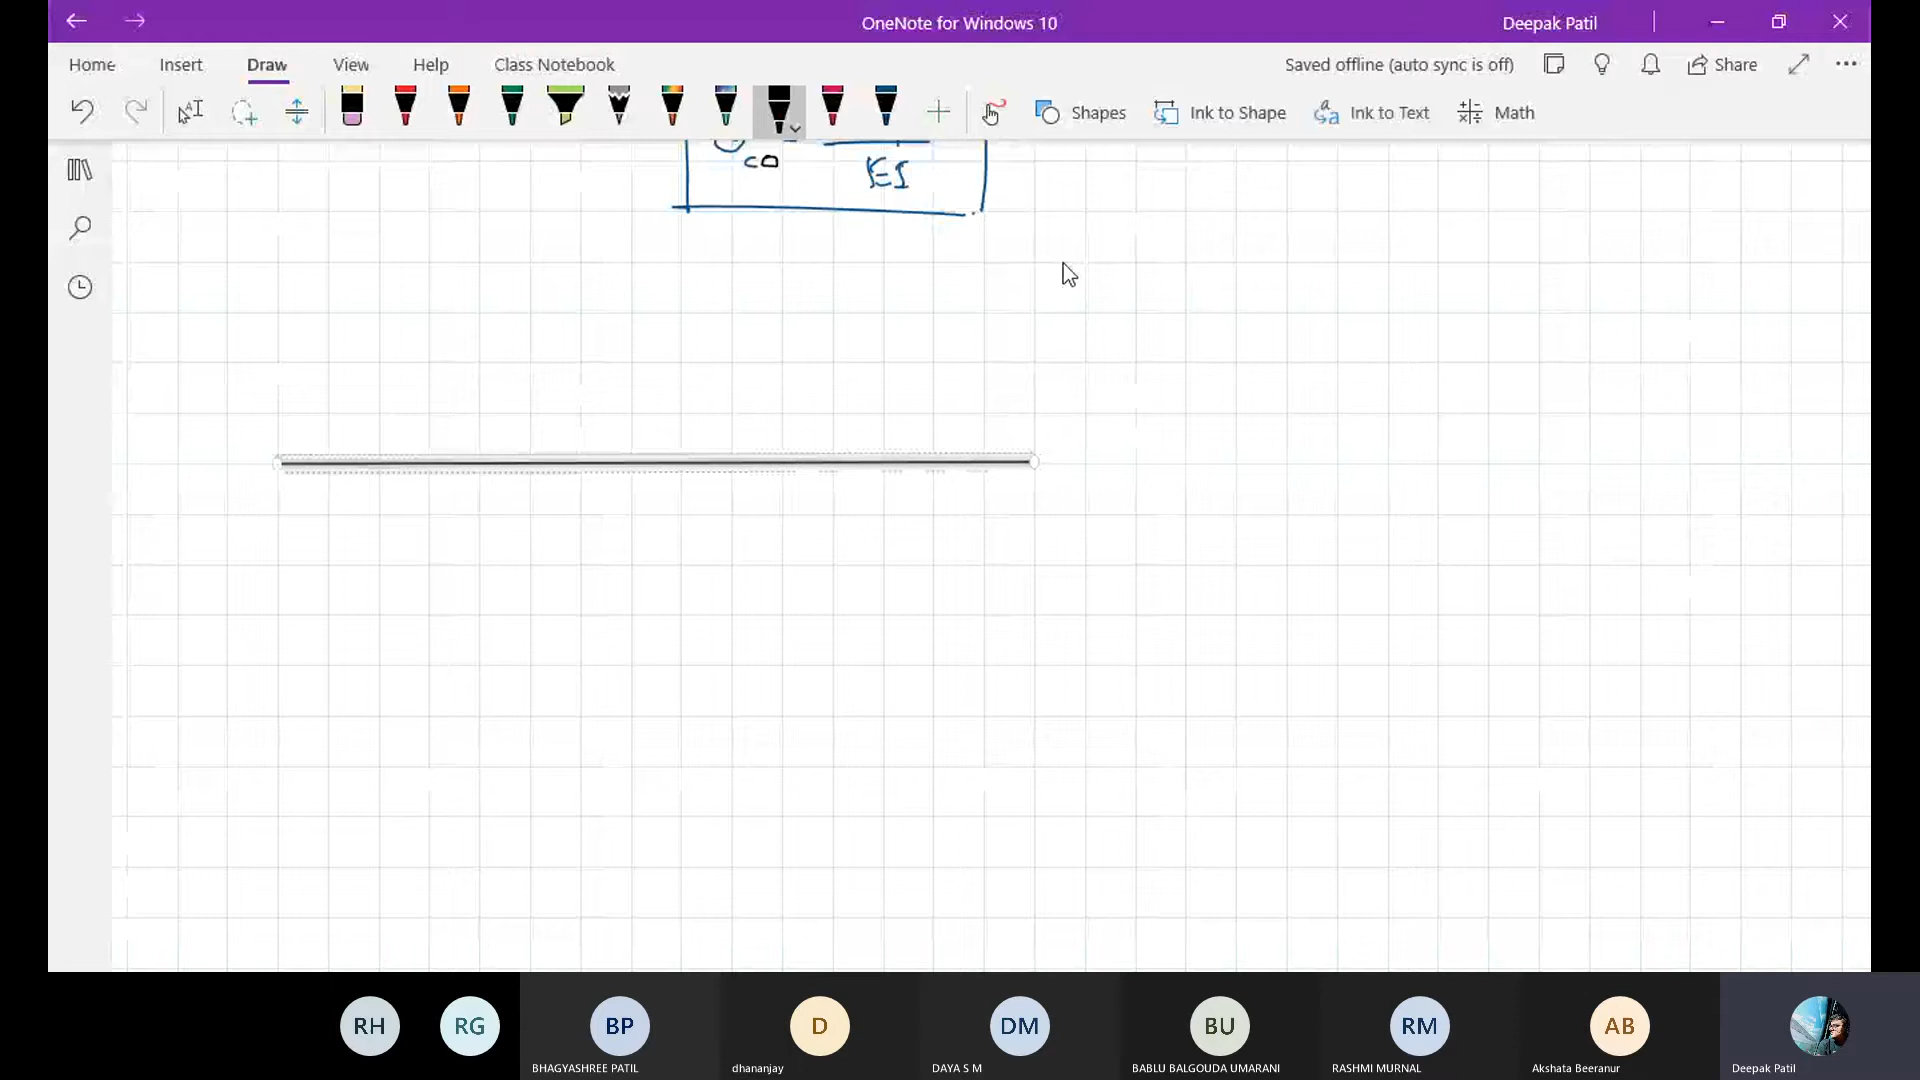 OneNote for Windows 10
Deepak Patil
Home Insert Draw View Help Class Notebook
Saved offline (auto sync is off)
Share
Shapes
Ink to Shape
Ink to Text
Math
EI
RH
RG
BP
D
DM
BU
RM
AB
BHAGYASHREE PATIL
dhananjay
DAYA S M
BABLU BALGOUDA UMARANI
RASHMI MURNAL
Akshata Beeranur
Deepak Patil